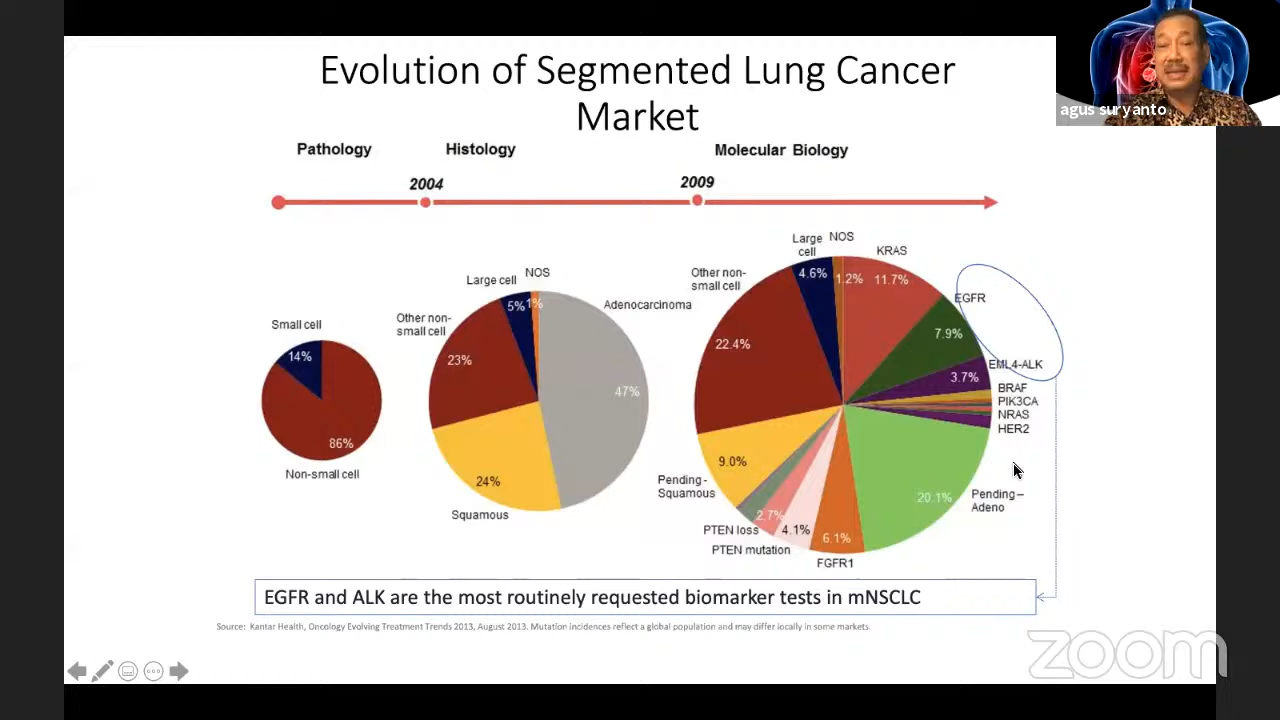 Evolution of Segmented Lung Cancer
Market
agus suryanto
Pathology
Histology
Molecular Biology
2004
2009
Small cell
14%
86%
Non-small cell
Large cell
NOS
Other non-
small cell
Adenocarcinoma
5%
1%
23%
47%
24%
Squamous
Large
cell
NOS
KRAS
Other non-
small cell
4.6%
1.2%
11.7%
EGFR
7.9%
22.4%
EML4-ALK
3.7%
BRAF
PIK3CA
NRAS
HER2
9.0%
Pending -
Squamous
20.1%
Pending –
Adeno
2.7%
PTEN loss
4.1%
PTEN mutation
6.1%
FGFR1
EGFR and ALK are the most routinely requested biomarker tests in mNSCLC
Source: Kantar Health, Oncology Evolving Treatment Trends 2013, August 2013. Mutation incidences reflect a global population and may differ locally in some markets.
zoom